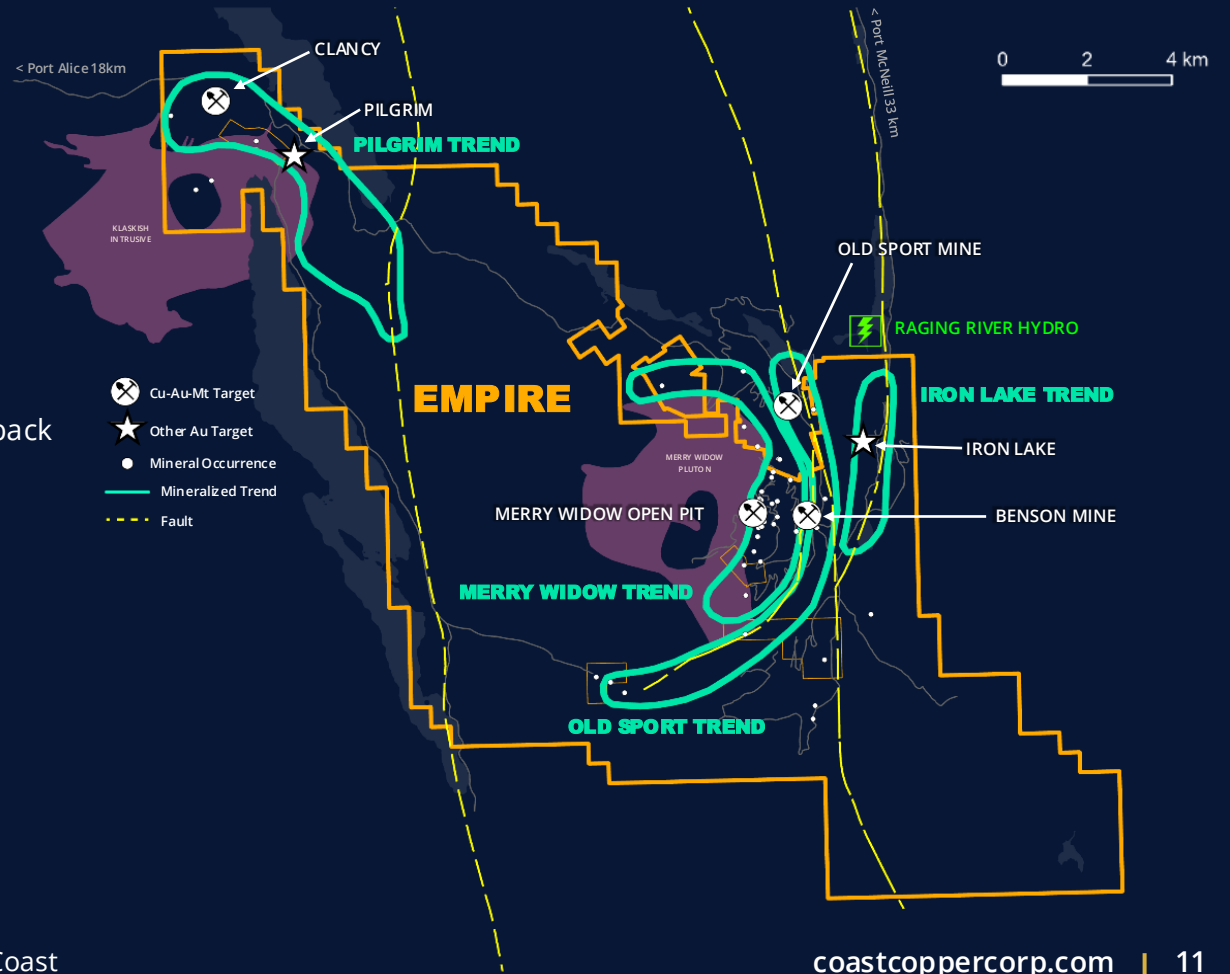 < Port Alice 18km
CLANCY
PILGRIM
PILGRIM TREND
< Port McNeill 33 km
0 2 4 km
KLASKISH
INTRUSIVE
OLD SPORT MINE
RAGING RIVER HYDRO
EMPIRE
IRON LAKE TREND
IRON LAKE
Cu-Au-Mt Target
Other Au Target
Mineral Occurrence
Mineralized Trend
Fault
back
MERRY WIDOW
PLUTON
MERRY WIDOW OPEN PIT
BENSON MINE
MERRY WIDOW TREND
OLD SPORT TREND
Coast
coastcoppercorp.com | 11